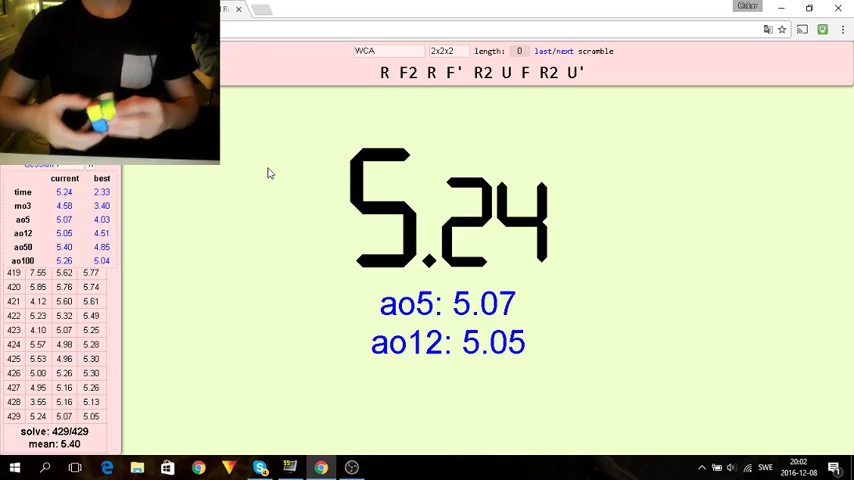 Oskar
WCA 2x2x2 length: 0 last/next scramble
R F2 R F' R2 U F R2 U'
current best
time 5.24 2.33
mo3 4.58 3.40
ao5 5.07 4.03
ao12 5.05 4.51
ao50 5.40 4.85
ao100 5.26 5.04
419 7.55 5.62 5.77
420 5.85 5.76 5.74
421 4.12 5.60 5.61
422 5.23 5.32 5.49
423 4.10 5.07 5.25
424 5.57 4.98 5.28
425 5.53 4.96 5.30
426 5.00 5.26 5.30
427 4.95 5.16 5.26
428 3.55 5.16 5.13
429 5.24 5.07 5.05
solve: 429/429
mean: 5.40
5.24
ao5: 5.07
ao12: 5.05
SWE
20:02
2016-12-08